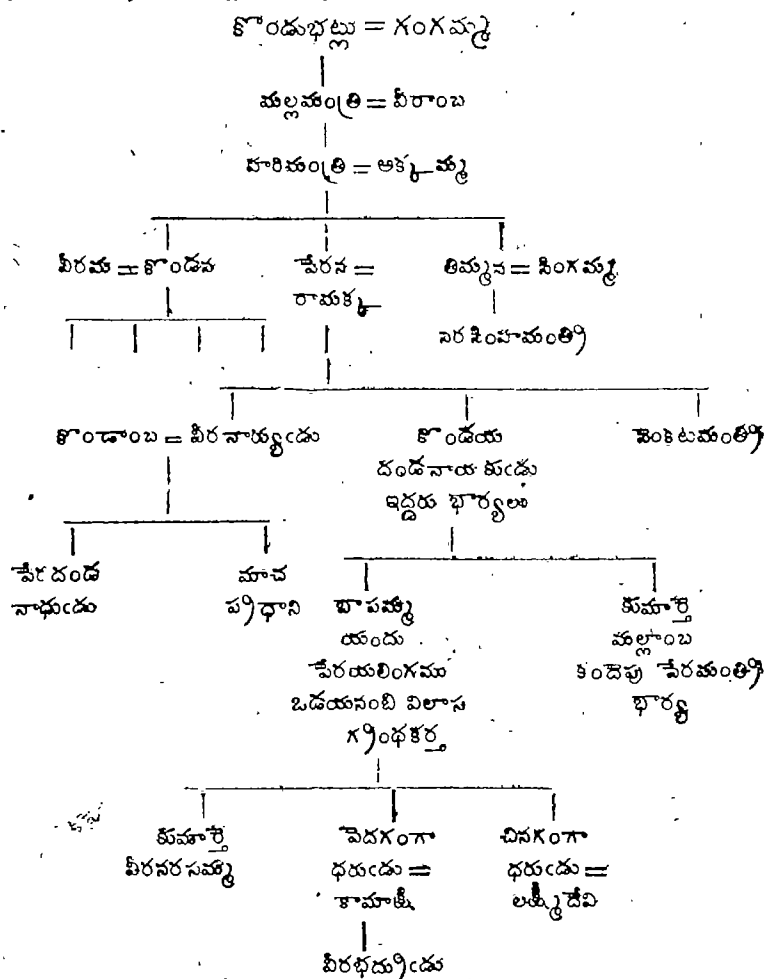 కొండుభట్లు = గంగమ్మ
మల్లమంత్రి = వీరాంబ
హరిమంత్రి = అక్కమ్మ
వీరమ = కొండన పేరన = తిమ్మన = సింగమ్మ
రామక్క
నరసింహమంత్రి
కొండాంబ = వీరనార్యుఁడు కొండయ వెంకటమంత్రి
దండనాయకుఁడు
ఇద్దరు భార్యలు
పేరదండ మాచ బాపమ్మ కుమార్తె
నాథుఁడు ప్రధాని యందు మల్లాంబ
పేరయలింగము కందెపు పేరమంత్రి
ఒడయనంబి విలాస భార్య
గ్రంథకర్త
కుమార్తె పెదగంగా చినగంగా
వీరనరసమ్మ ధరుఁడు = ధరుఁడు =
కామాక్షి లక్ష్మీదేవి
వీరభద్రుఁడు